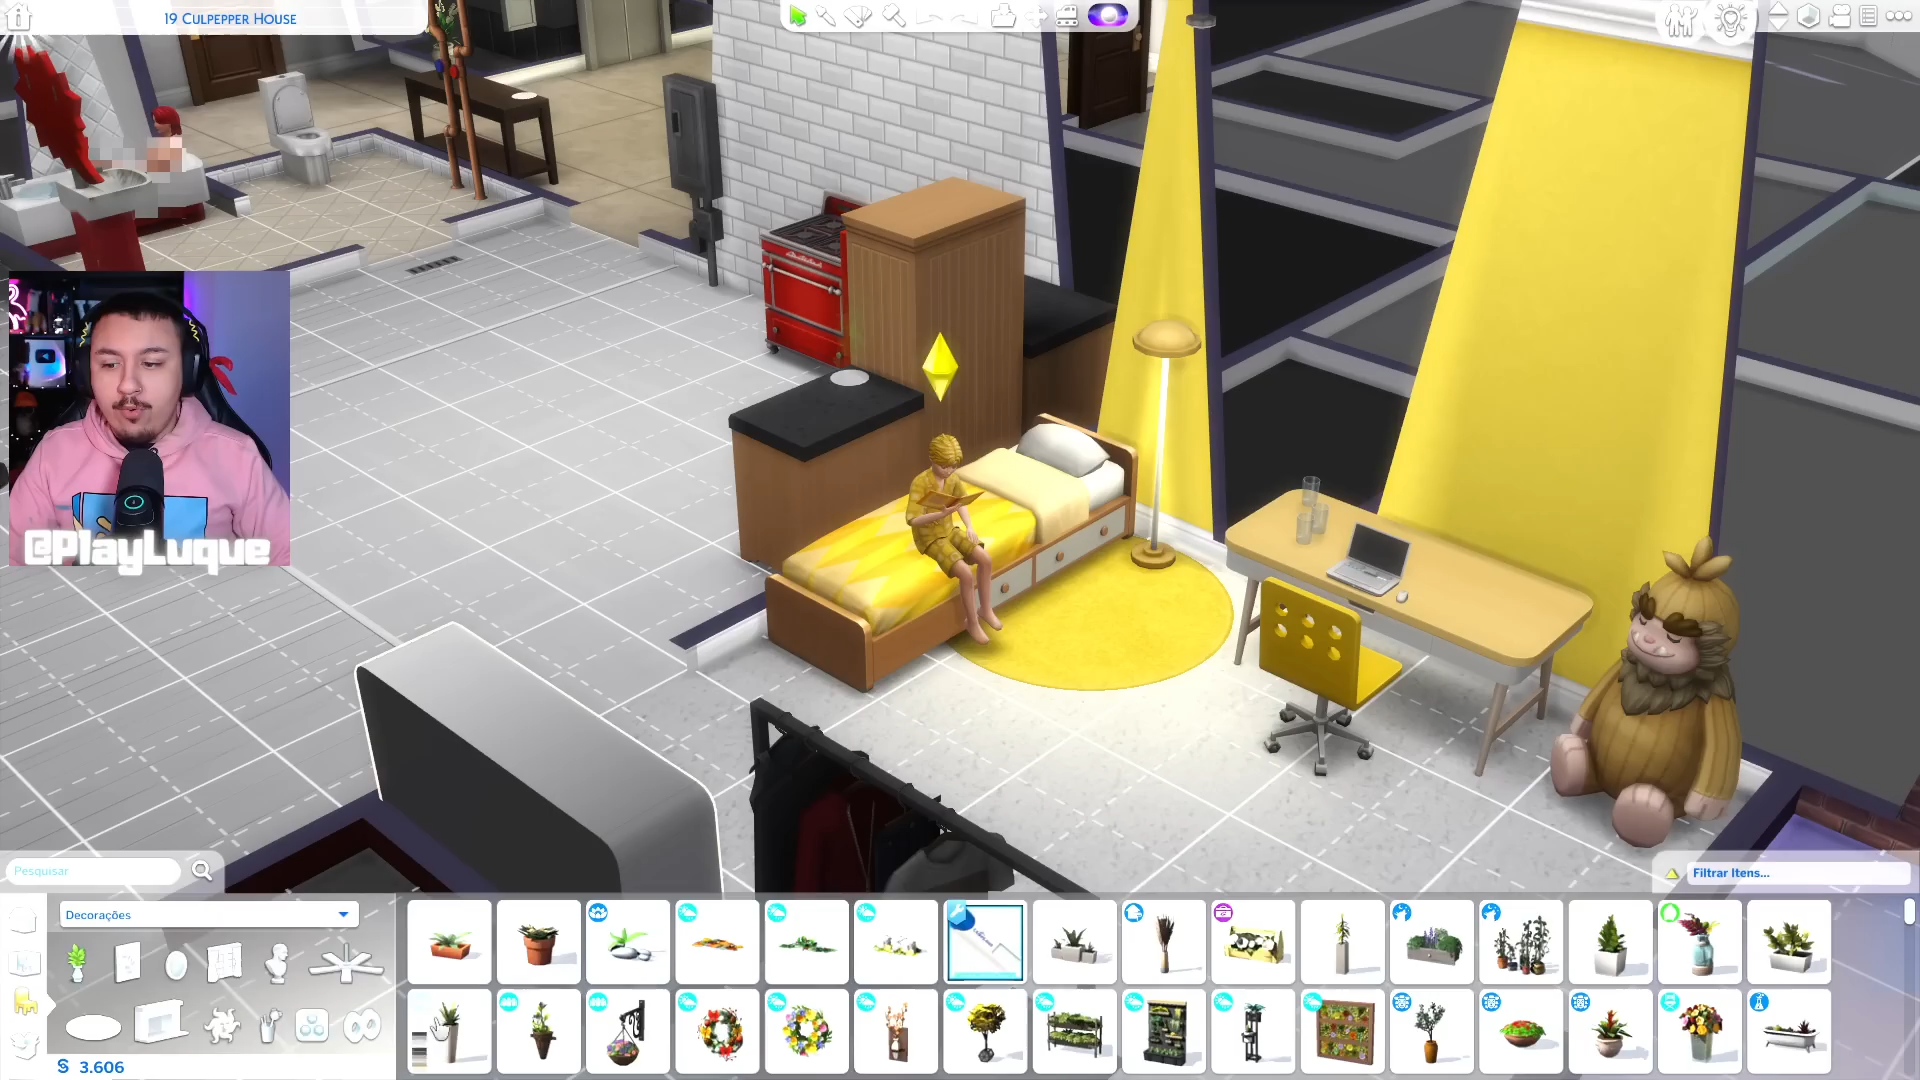 19 Culpepper House
@PlayLuque
Pesquisar
Filtrar Itens...
Decorações
S 3.606